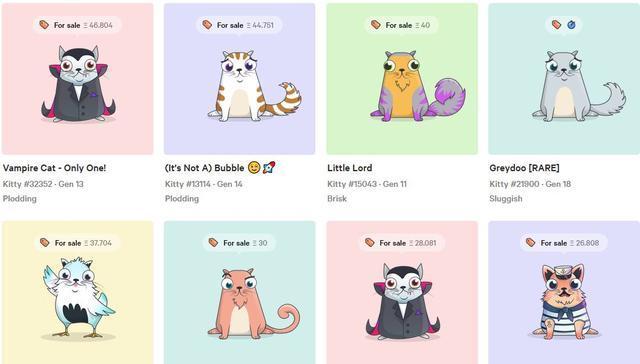 For sale Ξ 46.804
For sale Ξ 44.751
For sale Ξ 40
Vampire Cat - Only One!
(It's Not A) Bubble 😉 🚀
Little Lord
Greydoo [RARE]
Kitty #32352 · Gen 13
Kitty #13114 · Gen 14
Kitty #15043 · Gen 11
Kitty #21900 · Gen 18
Plodding
Plodding
Brisk
Sluggish
For sale Ξ 37.704
For sale Ξ 30
For sale Ξ 28.081
For sale Ξ 26.808